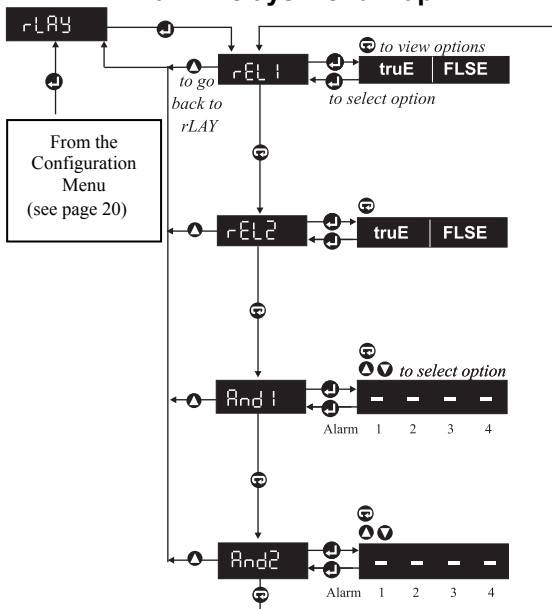 rLAY
rEL1
to view options
truE FLSE
to go
back to
rLAY
to select option
From the
Configuration
Menu
(see page 20)
rEL2
truE FLSE
to select option
And1
- - - -
Alarm 1 2 3 4
And2
- - - -
Alarm 1 2 3 4